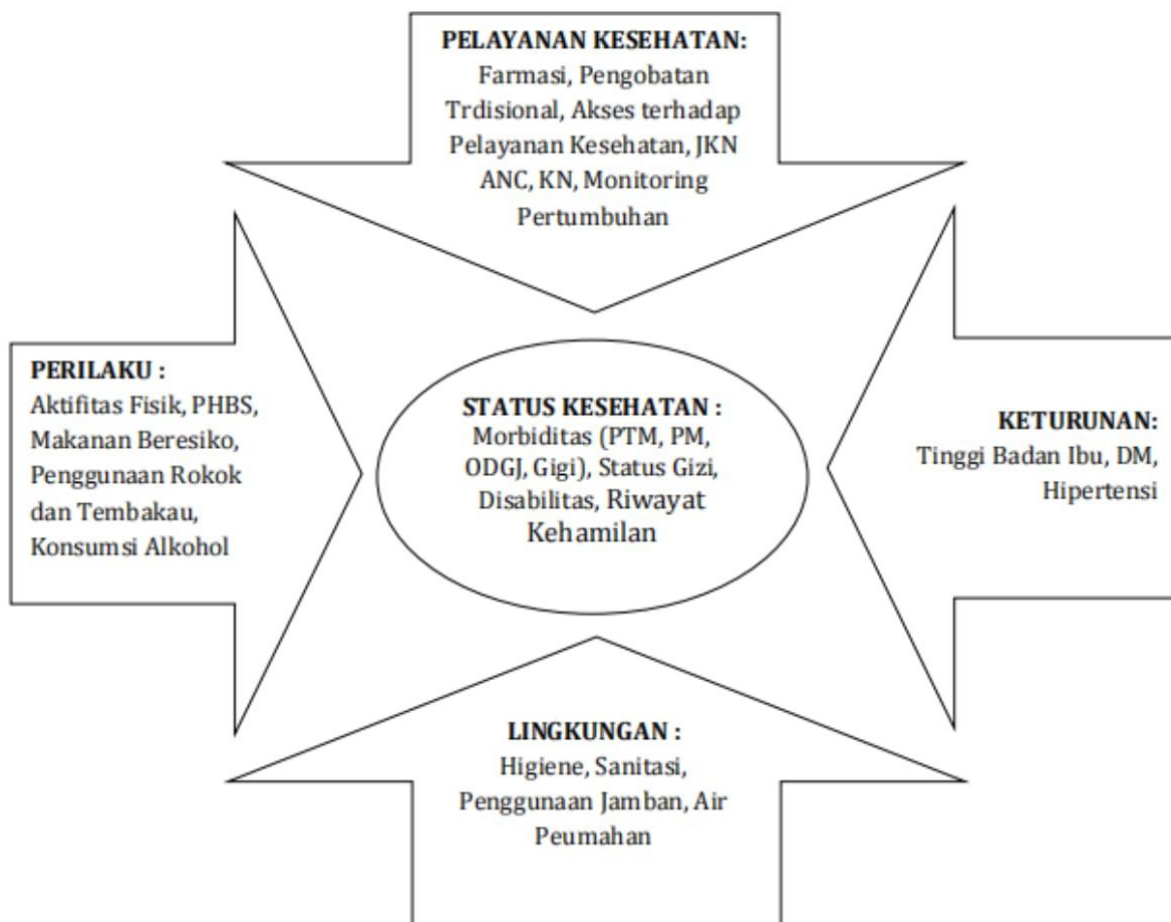 PELAYANAN KESEHATAN:
Farmasi, Pengobatan
Trdisional, Akses terhadap
Pelayanan Kesehatan, JKN
ANC, KN, Monitoring
Pertumbuhan
PERILAKU :
Aktifitas Fisik, PHBS,
Makanan Beresiko,
Penggunaan Rokok
dan Tembakau,
Konsumsi Alkohol
STATUS KESEHATAN :
Morbiditas (PTM, PM,
ODGJ, Gigi), Status Gizi,
Disabilitas, Riwayat
Kehamilan
KETURUNAN:
Tinggi Badan Ibu, DM,
Hipertensi
LINGKUNGAN :
Higiene, Sanitasi,
Penggunaan Jamban, Air
Peumahan